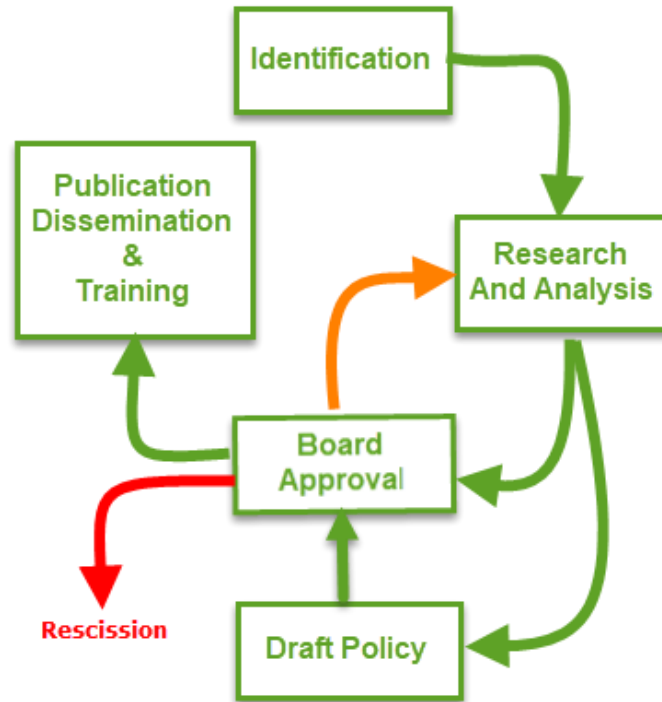 Identification
Publication
Dissemination
&
Training
Research
And Analysis
Board
Approval
Rescission
Draft Policy